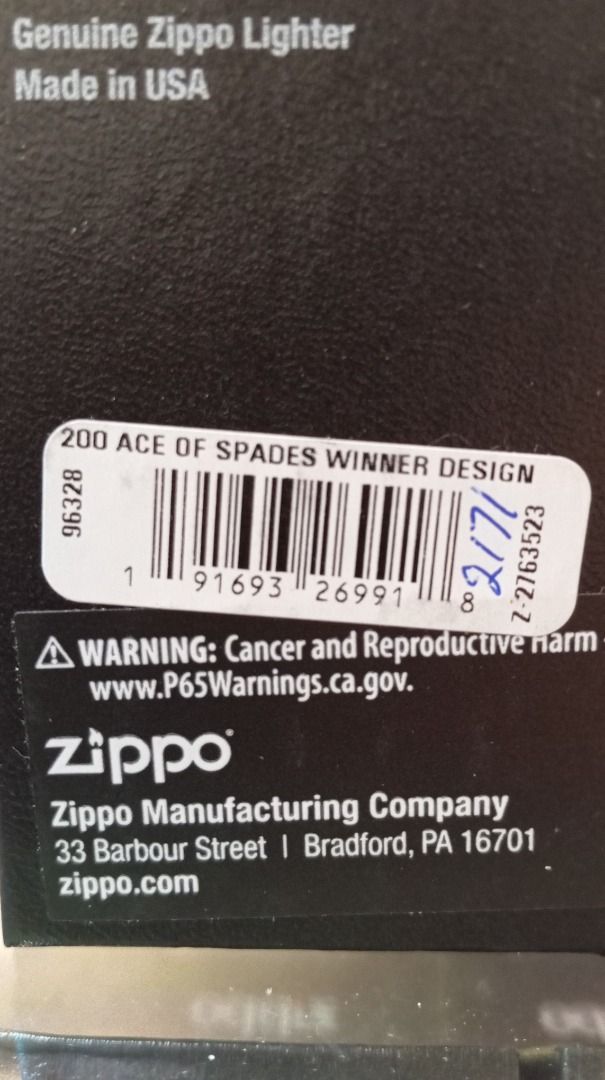 Genuine Zippo Lighter
Made in USA
200 ACE OF SPADES WINNER DESIGN
96328
1 91693 26991 8
2171
Z-2763523
WARNING: Cancer and Reproductive Harm -
www.P65Warnings.ca.gov.
zippo
Zippo Manufacturing Company
33 Barbour Street | Bradford, PA 16701
zippo.com